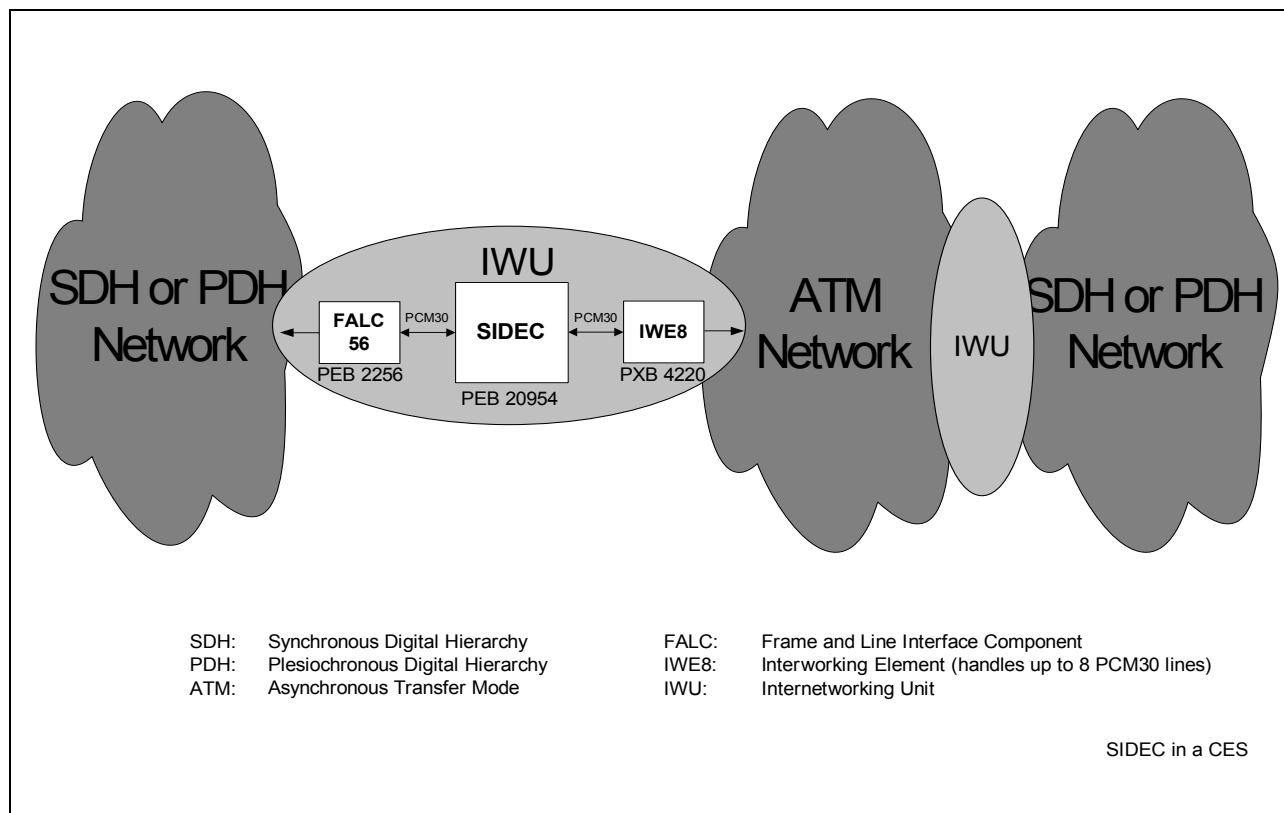 SDH or PDH
Network
IWU
FALC
56
PEB 2256
PCM30
SIDEC
PEB 20954
PCM30
IWE8
PXB 4220
ATM
Network
IWU
SDH or PDH
Network
SDH: Synchronous Digital Hierarchy
PDH: Plesiochronous Digital Hierarchy
ATM: Asynchronous Transfer Mode
FALC: Frame and Line Interface Component
IWE8: Interworking Element (handles up to 8 PCM30 lines)
IWU: Internetworking Unit
SIDEC in a CES